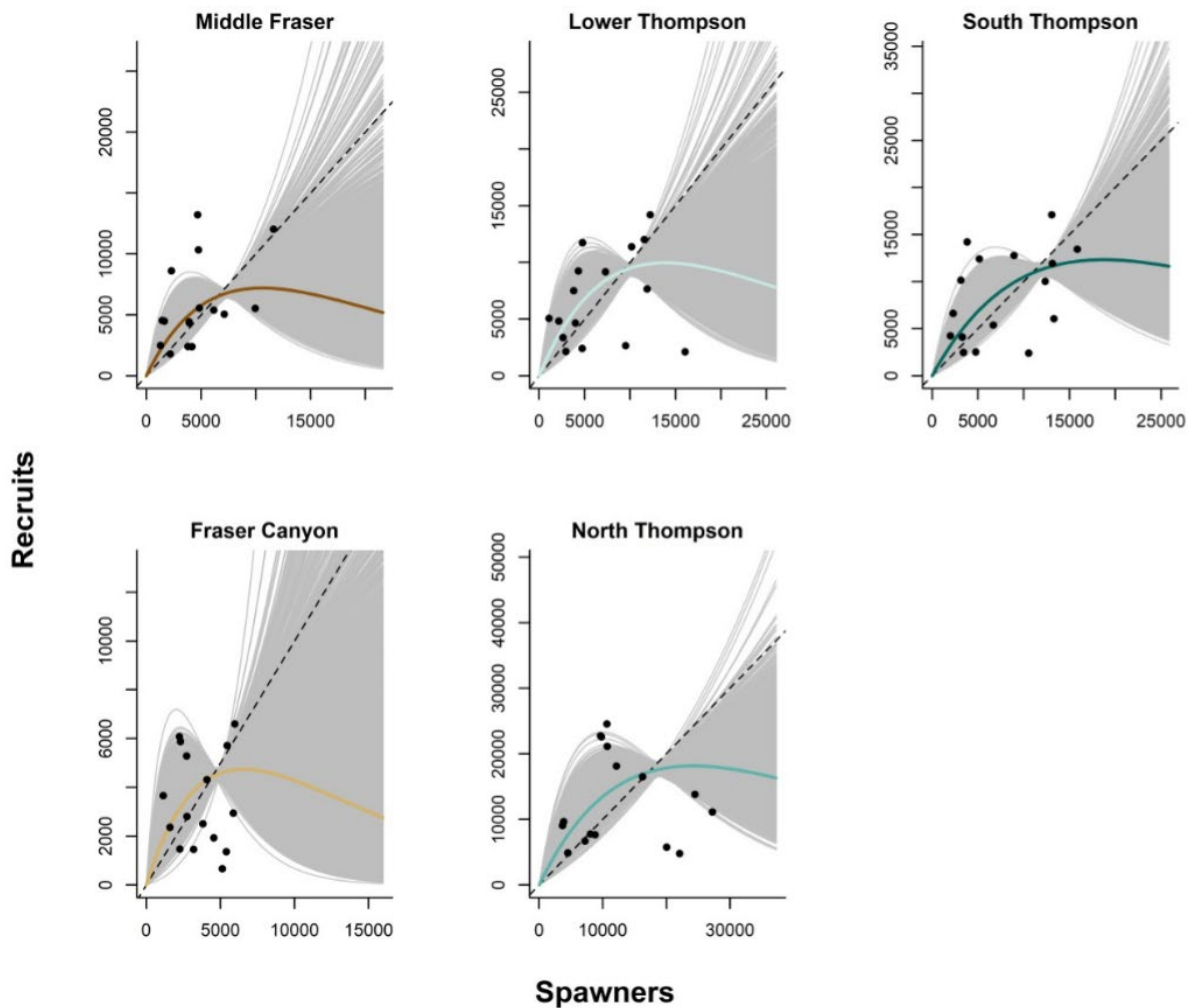 Middle Fraser
Lower Thompson
South Thompson
20000
10000
5000
0
0 5000 15000
25000
15000
5000
0
0 5000 15000 25000
35000
25000
15000
5000
0
0 5000 15000 25000
Recruits
Fraser Canyon
North Thompson
10000
6000
2000
0
0 5000 10000 15000
50000
40000
30000
20000
10000
0
0 10000 30000
Spawners